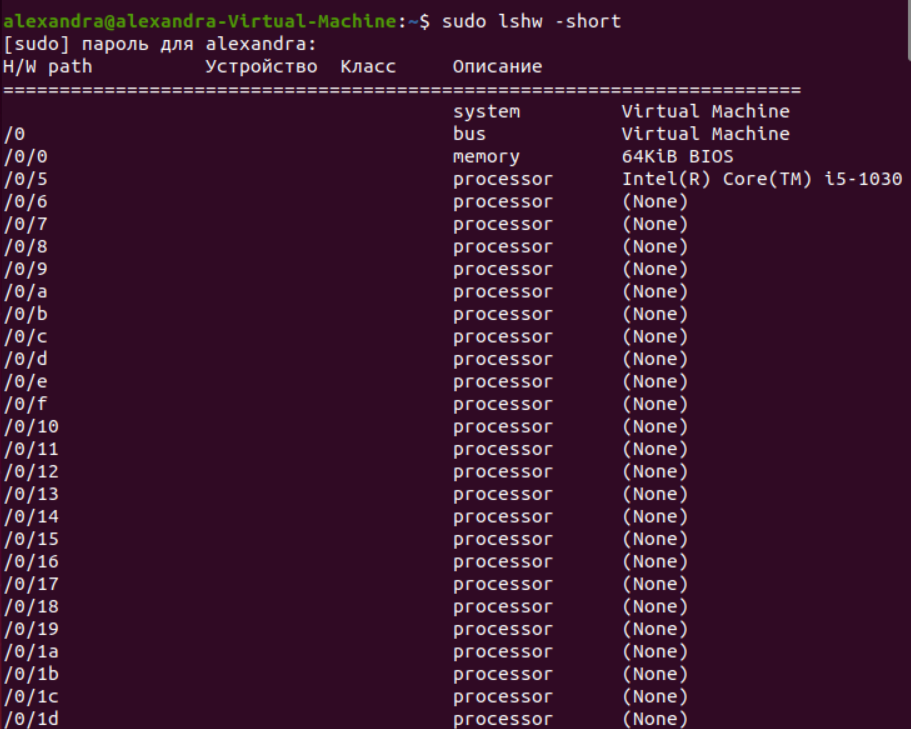 alexandra@alexandra-Virtual-Machine:~$ sudo lshw -short
[sudo] пароль для alexandra:
H/W path          Устройство  Класс     Описание
=======================================================================
                                        system         Virtual Machine
/0                                      bus            Virtual Machine
/0/0                                    memory         64KiB BIOS
/0/5                                    processor      Intel(R) Core(TM) i5-1030
/0/6                                    processor      (None)
/0/7                                    processor      (None)
/0/8                                    processor      (None)
/0/9                                    processor      (None)
/0/a                                    processor      (None)
/0/b                                    processor      (None)
/0/c                                    processor      (None)
/0/d                                    processor      (None)
/0/e                                    processor      (None)
/0/f                                    processor      (None)
/0/10                                   processor      (None)
/0/11                                   processor      (None)
/0/12                                   processor      (None)
/0/13                                   processor      (None)
/0/14                                   processor      (None)
/0/15                                   processor      (None)
/0/16                                   processor      (None)
/0/17                                   processor      (None)
/0/18                                   processor      (None)
/0/19                                   processor      (None)
/0/1a                                   processor      (None)
/0/1b                                   processor      (None)
/0/1c                                   processor      (None)
/0/1d                                   processor      (None)